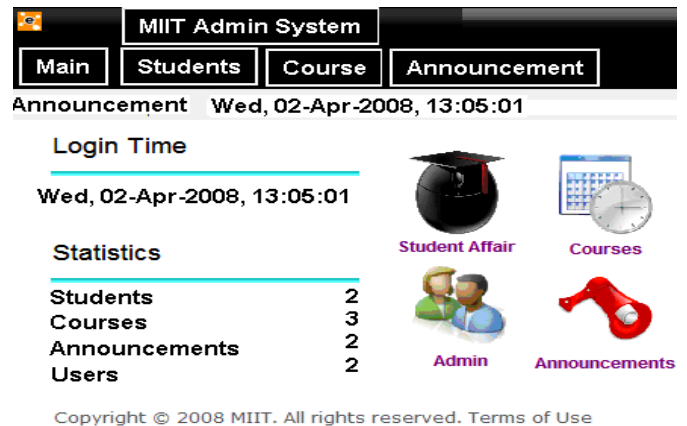 MIIT Admin System
Main Students Course Announcement
Announcement Wed, 02-Apr-2008, 13:05:01
Login Time
Wed, 02-Apr-2008, 13:05:01
Statistics
Students 2
Courses 3
Announcements 2
Users 2
Student Affair Courses
Admin Announcements
Copyright © 2008 MIIT. All rights reserved. Terms of Use